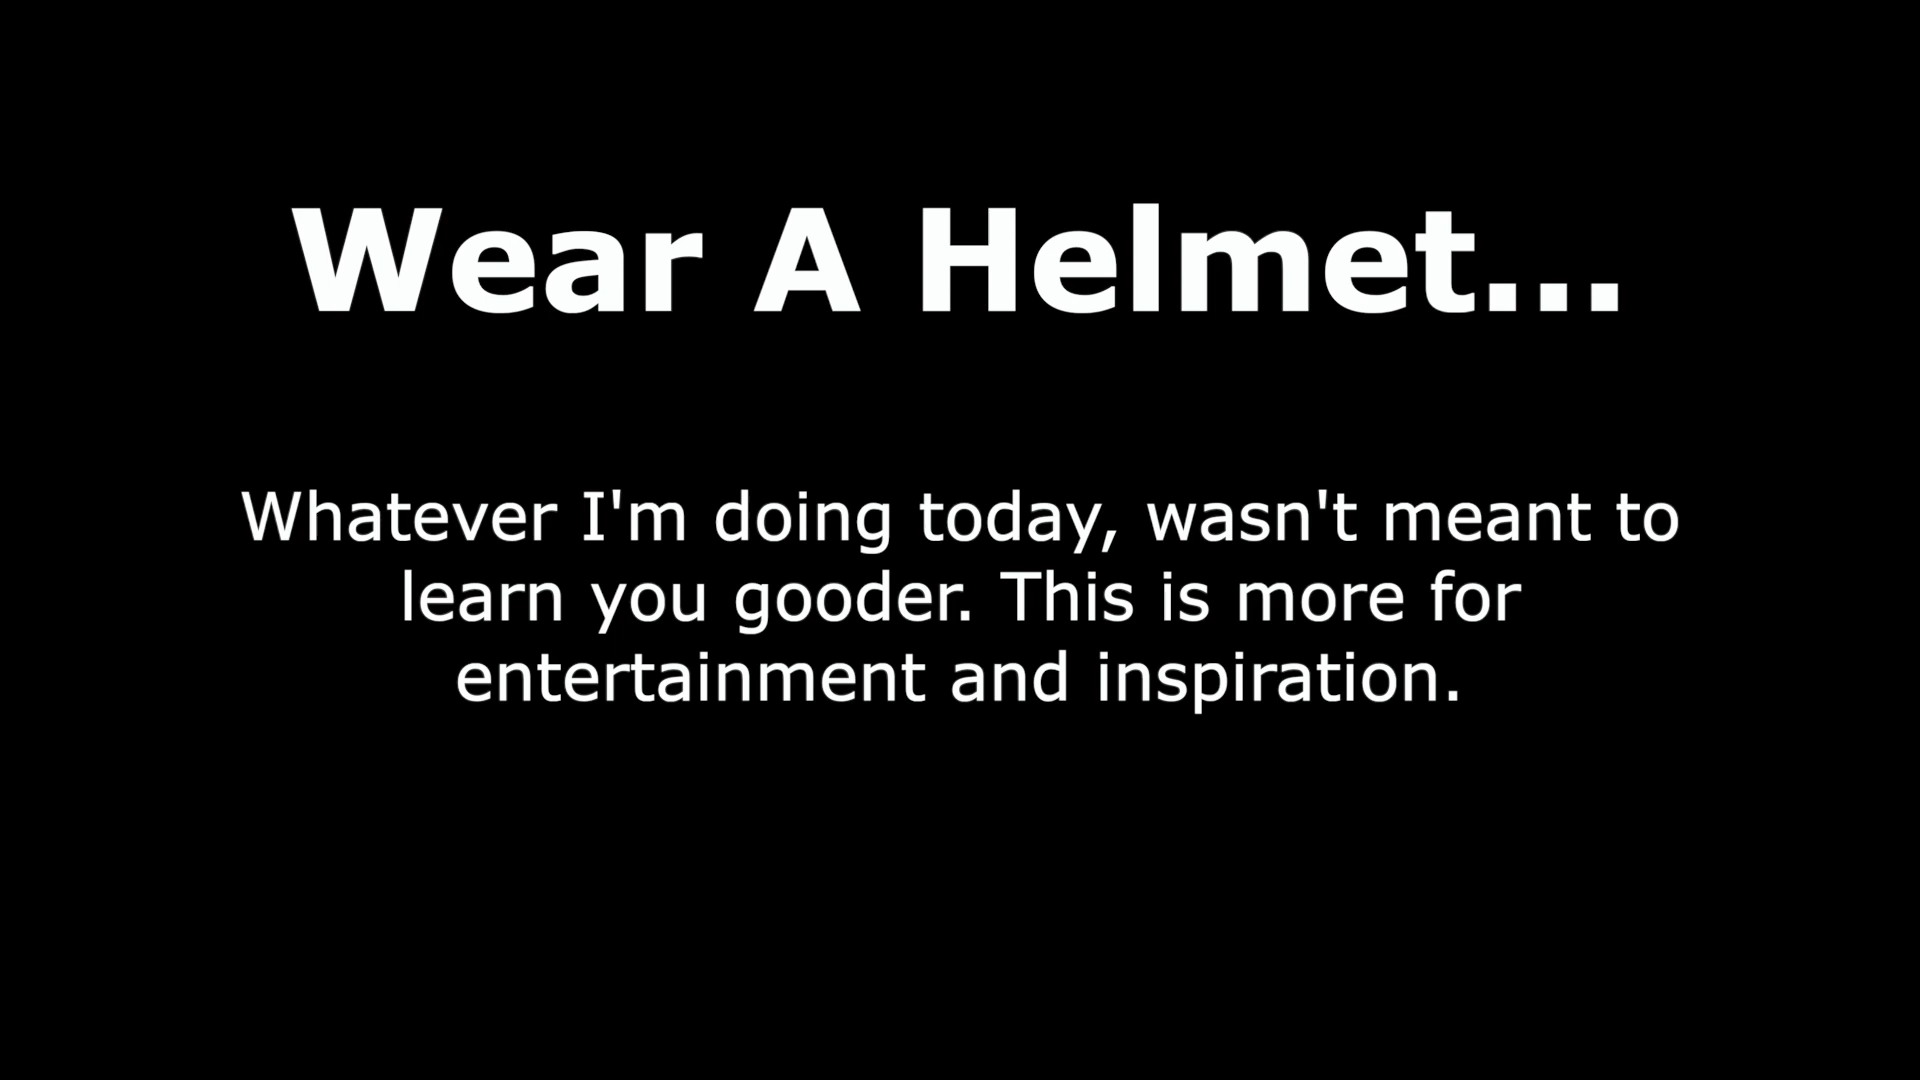 Wear A Helmet...
Whatever I'm doing today, wasn't meant to
learn you gooder. This is more for
entertainment and inspiration.